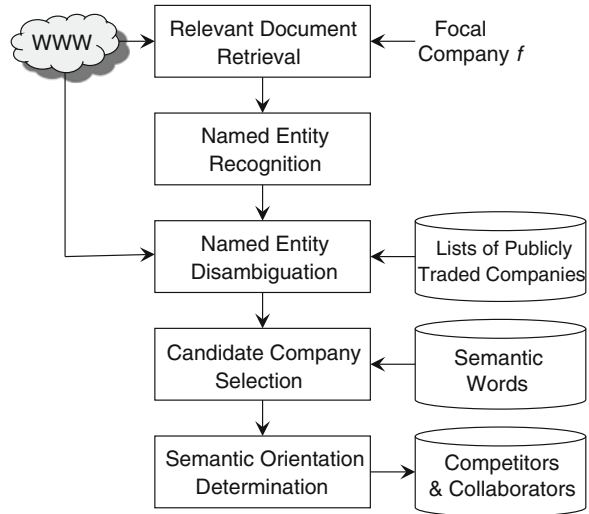 WWW
Relevant Document
Retrieval
Focal
Company f
Named Entity
Recognition
Named Entity
Disambiguation
Lists of Publicly
Traded Companies
Candidate Company
Selection
Semantic
Words
Semantic Orientation
Determination
Competitors
& Collaborators